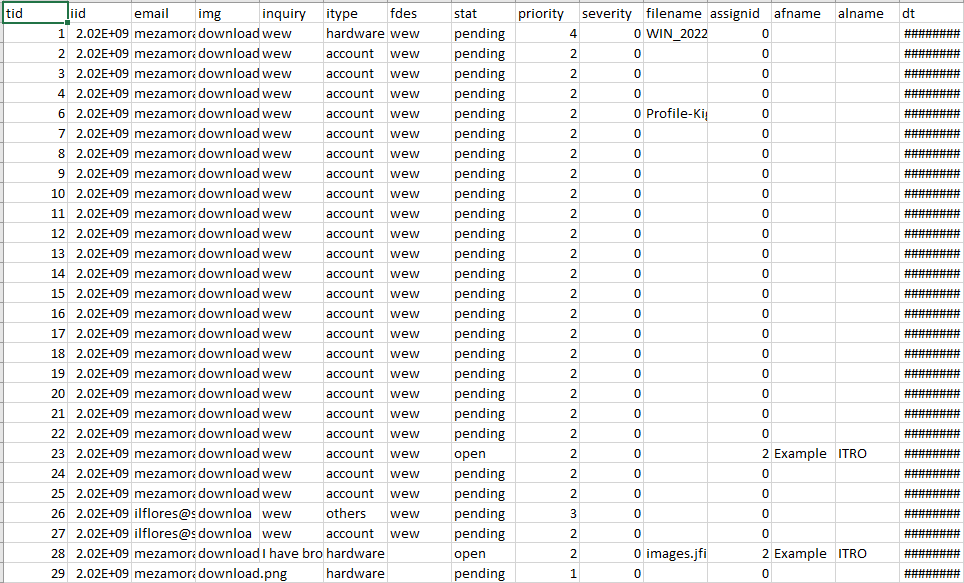 tid iid email img inquiry itype fdes stat priority severity filename assignid afname alname dt
1 2.02E+09 mezamora download wew hardware wew pending 4 0 WIN_2022 0 ########
2 2.02E+09 mezamora download wew account wew pending 2 0 0 ########
3 2.02E+09 mezamora download wew account wew pending 2 0 0 ########
4 2.02E+09 mezamora download wew account wew pending 2 0 0 ########
6 2.02E+09 mezamora download wew account wew pending 2 0 Profile-Kig 0 ########
7 2.02E+09 mezamora download wew account wew pending 2 0 0 ########
8 2.02E+09 mezamora download wew account wew pending 2 0 0 ########
9 2.02E+09 mezamora download wew account wew pending 2 0 0 ########
10 2.02E+09 mezamora download wew account wew pending 2 0 0 ########
11 2.02E+09 mezamora download wew account wew pending 2 0 0 ########
12 2.02E+09 mezamora download wew account wew pending 2 0 0 ########
13 2.02E+09 mezamora download wew account wew pending 2 0 0 ########
14 2.02E+09 mezamora download wew account wew pending 2 0 0 ########
15 2.02E+09 mezamora download wew account wew pending 2 0 0 ########
16 2.02E+09 mezamora download wew account wew pending 2 0 0 ########
17 2.02E+09 mezamora download wew account wew pending 2 0 0 ########
18 2.02E+09 mezamora download wew account wew pending 2 0 0 ########
19 2.02E+09 mezamora download wew account wew pending 2 0 0 ########
20 2.02E+09 mezamora download wew account wew pending 2 0 0 ########
21 2.02E+09 mezamora download wew account wew pending 2 0 0 ########
22 2.02E+09 mezamora download wew account wew pending 2 0 0 ########
23 2.02E+09 mezamora download wew account wew open 2 0 2 Example ITRO ########
24 2.02E+09 mezamora download wew account wew pending 2 0 0 ########
25 2.02E+09 mezamora download wew account wew pending 2 0 0 ########
26 2.02E+09 ilflores@s downloa wew others wew pending 3 0 0 ########
27 2.02E+09 ilflores@s downloa wew account wew pending 2 0 0 ########
28 2.02E+09 mezamora download I have bro hardware open 2 0 images.jfi 2 Example ITRO ########
29 2.02E+09 mezamora download.png hardware pending 1 0 0 ########